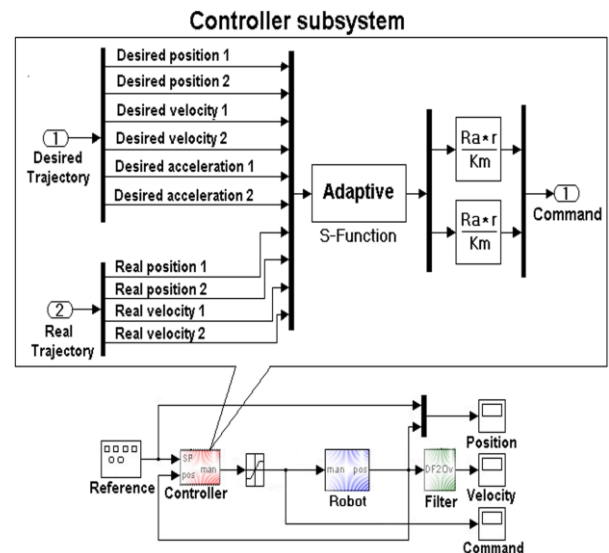 Controller subsystem
Desired position 1
Desired position 2
Desired velocity 1
Desired velocity 2
Desired acceleration 1
Desired acceleration 2
1
Desired
Trajectory
Real position 1
Real position 2
Real velocity 1
Real velocity 2
2
Real
Trajectory
Adaptive
S-Function
Ra*r
Km
Ra*r
Km
1
Command
Reference
SP
pos
man
Controller
man
pos
Robot
DF2Ov
Filter
Position
Velocity
Command